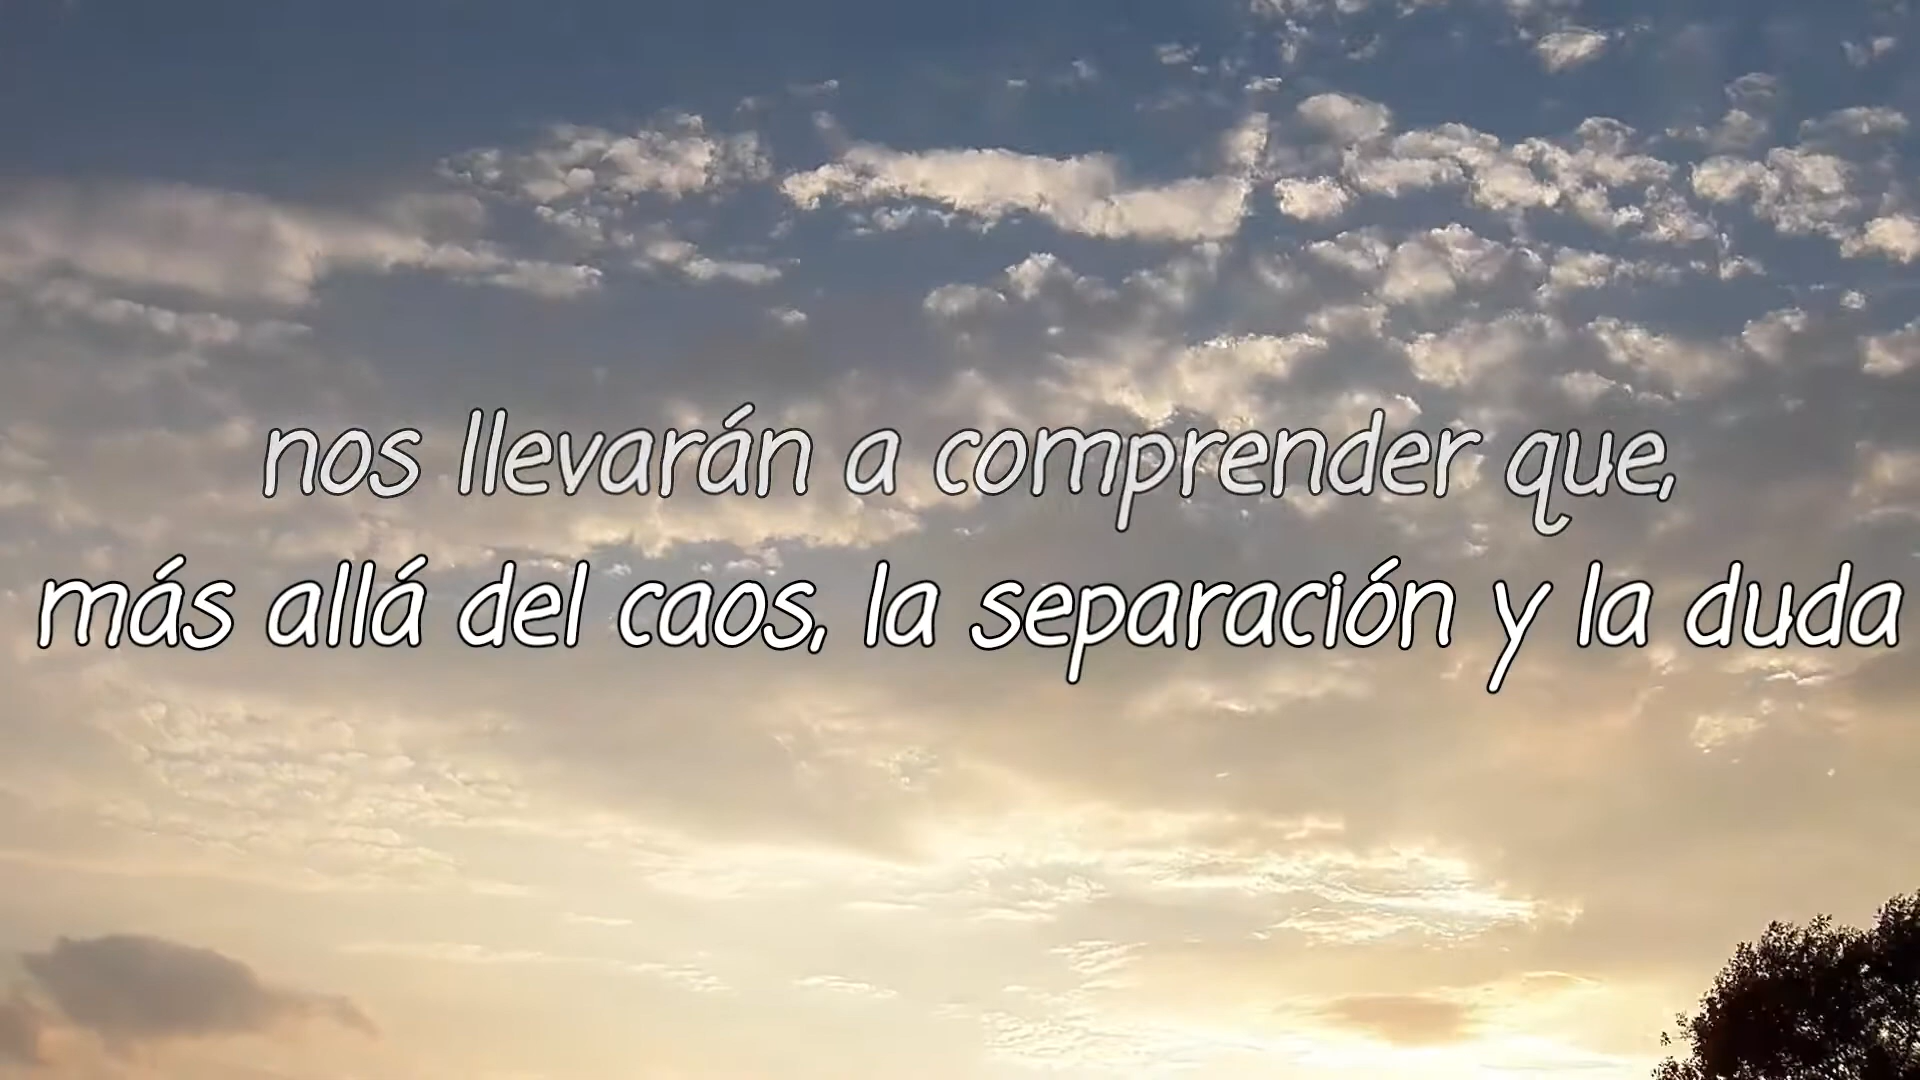 nos llevarán a comprender que,
más allá del caos, la separación y la duda